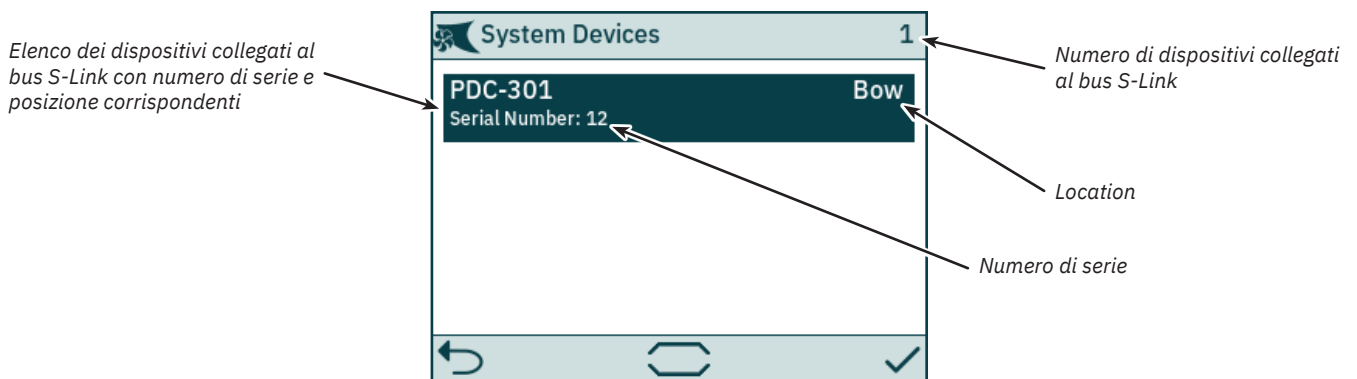 Elenco dei dispositivi collegati al
bus S-Link con numero di serie e
posizione corrispondenti
System Devices 1
PDC-301 Bow
Serial Number: 12
Numero di dispositivi collegati
al bus S-Link
Location
Numero di serie